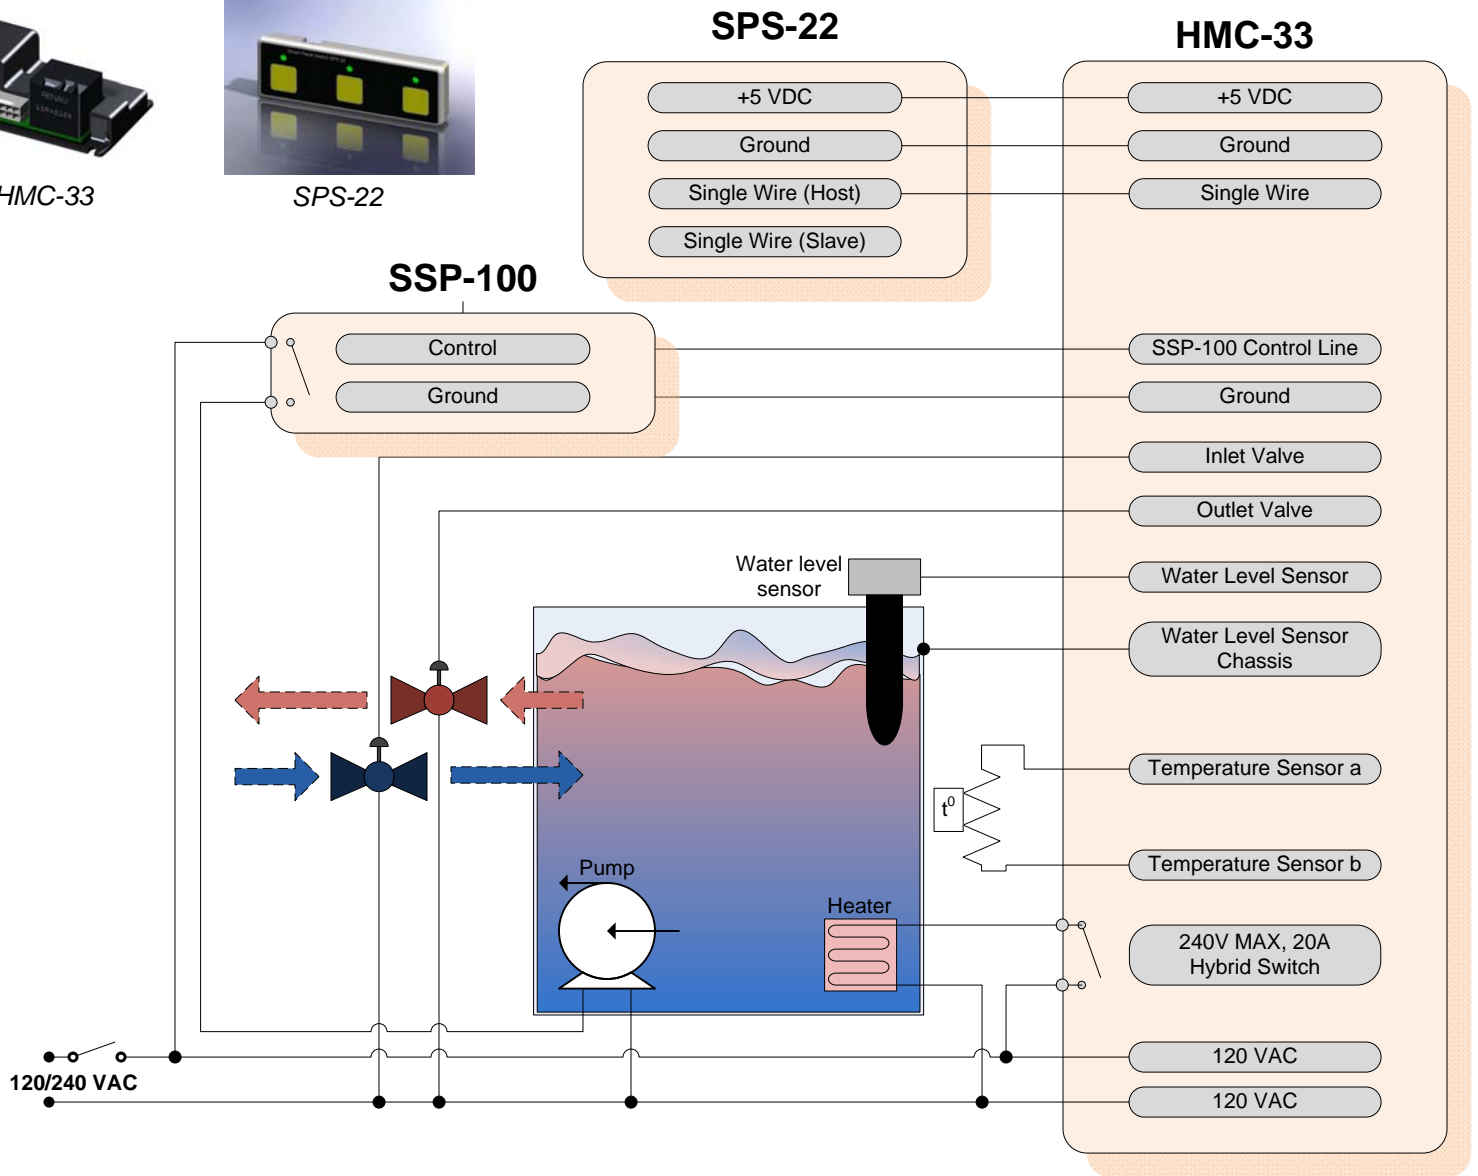 SPS-22
HMC-33
+5 VDC
+5 VDC
Ground
Ground
Single Wire (Host)
Single Wire
Single Wire (Slave)
HMC-33
SPS-22
SSP-100
Control
SSP-100 Control Line
Ground
Ground
Inlet Valve
Outlet Valve
Water level
sensor
Water Level Sensor
Water Level Sensor
Chassis
Temperature Sensor a
t⁰
Temperature Sensor b
Pump
Heater
240V MAX, 20A
Hybrid Switch
120 VAC
120/240 VAC
120 VAC